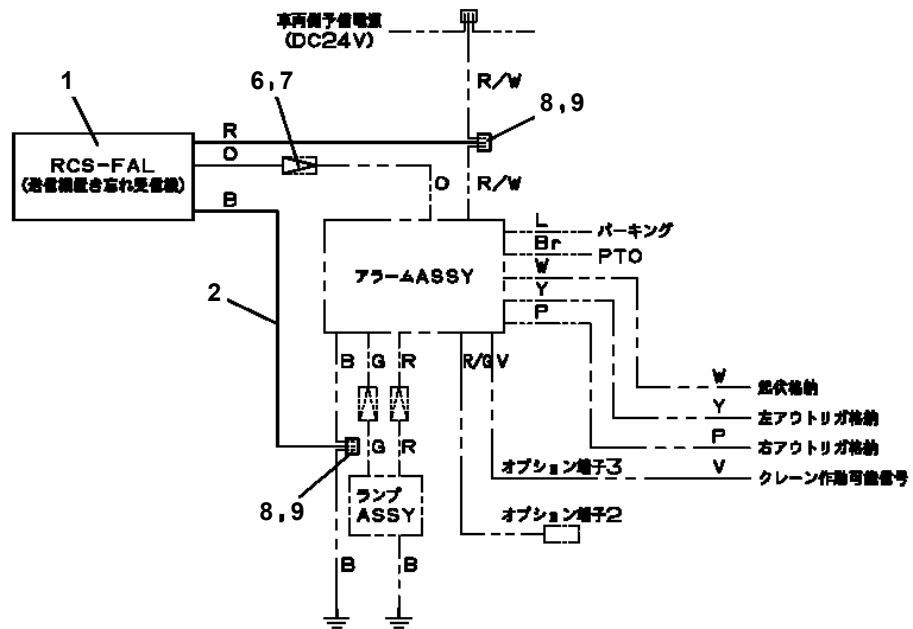 車両側予備電源
(DC24V)
R/W
1
6,7
8,9
R
O
RCS-FAL
(送信機置き忘れ受信機)
B
O
R/W
L
パーキング
Br
PTO
アラームASSY
W
Y
P
2
B
G
R
R/G
V
W
起伏格納
Y
左アウトリガ格納
P
右アウトリガ格納
G
R
オプション端子3
V
クレーン作動可能信号
8,9
ランプ
ASSY
オプション端子2
B
B